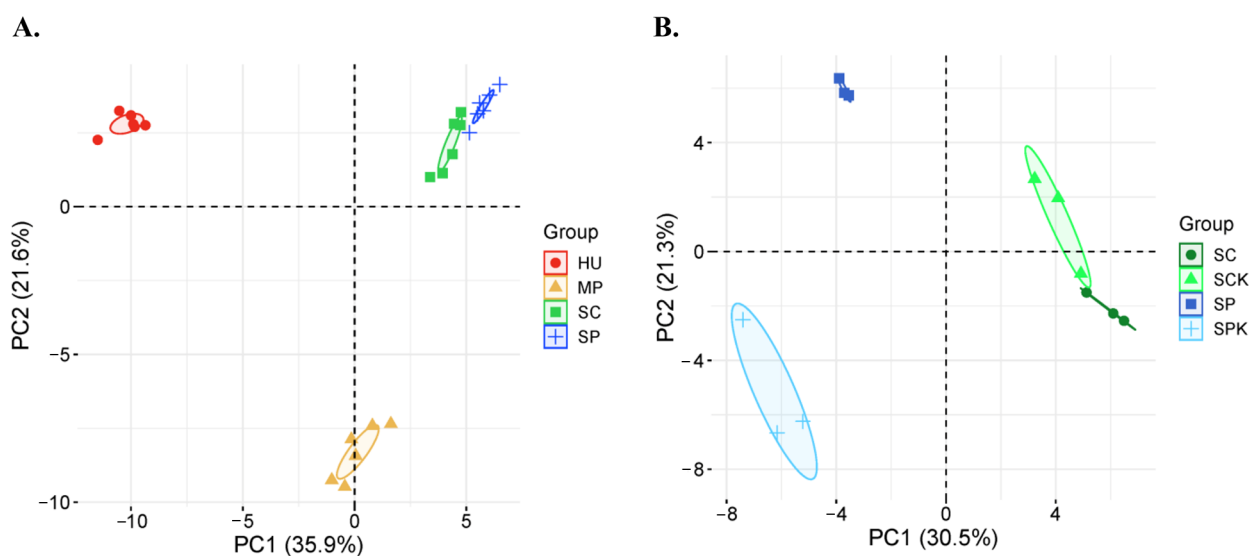 A.
0
−5
−10
PC2 (21.6%)
−10
−5
0
5
PC1 (35.9%)
Group
HU
MP
SC
SP
B.
4
0
−4
−8
PC2 (21.3%)
−8
−4
0
4
PC1 (30.5%)
Group
SC
SCK
SP
SPK